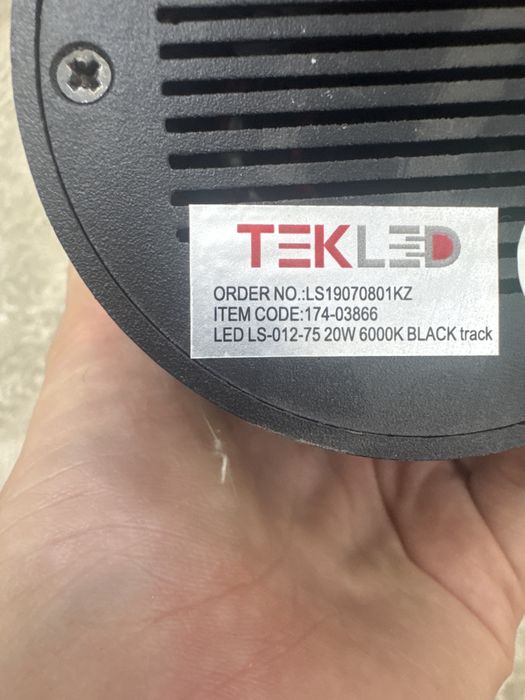 TEKLED
ORDER NO.:LS19070801KZ
ITEM CODE:174-03866
LED LS-012-75 20W 6000K BLACK track